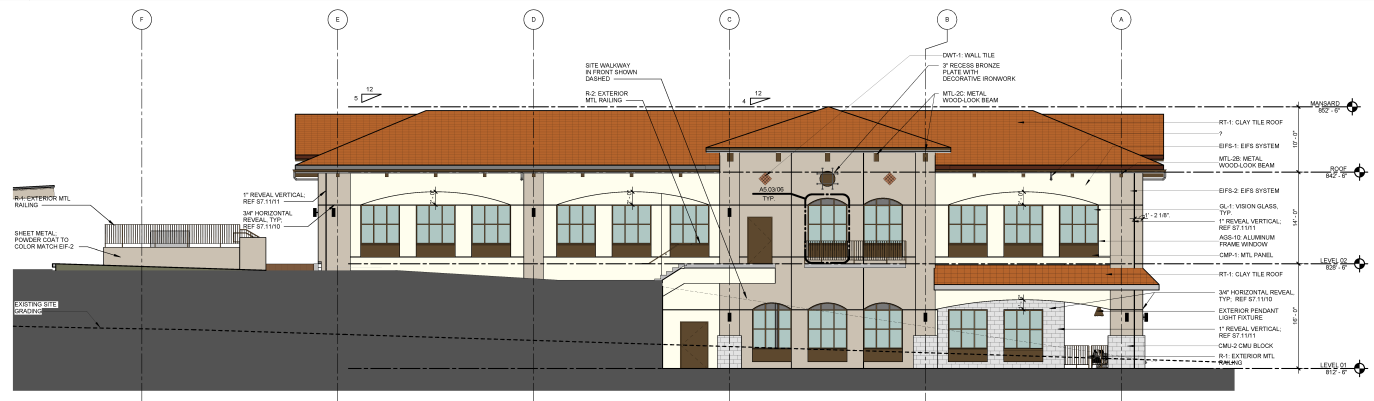 F
E
D
C
B
A
DWT-1: WALL TILE
3" RECESS BRONZE
PLATE WITH
DECORATIVE IRONWORK
MTL-2C: METAL
WOOD-LOOK BEAM
SITE WALKWAY
IN FRONT SHOWN
DASHED
R-2: EXTERIOR
MTL RAILING
12
5
12
4
MANSARD
852' - 6"
10' - 0"
ROOF
842' - 6"
14' - 0"
LEVEL 02
828' - 6"
16' - 0"
LEVEL 01
812' - 6"
RT-1: CLAY TILE ROOF
?
EIFS-1: EIFS SYSTEM
MTL-2B: METAL
WOOD-LOOK BEAM
EIFS-2: EIFS SYSTEM
GL-1: VISION GLASS,
TYP.
1' - 2 1/8"
1" REVEAL VERTICAL;
REF S7.11/11
AGS-10: ALUMINUM
FRAME WINDOW
CMP-1: MTL PANEL
RT-1: CLAY TILE ROOF
3/4" HORIZONTAL REVEAL,
TYP; REF S7.11/10
EXTERIOR PENDANT
LIGHT FIXTURE
1" REVEAL VERTICAL;
REF S7.11/11
CMU-2 CMU BLOCK
R-1: EXTERIOR MTL
RAILING
1" REVEAL VERTICAL;
REF S7.11/11
3/4" HORIZONTAL
REVEAL, TYP;
REF S7.11/10
R-1: EXTERIOR MTL
RAILING
SHEET METAL;
POWDER COAT TO
COLOR MATCH EIF-2
EXISTING SITE
GRADING
A5.03/06
TYP.